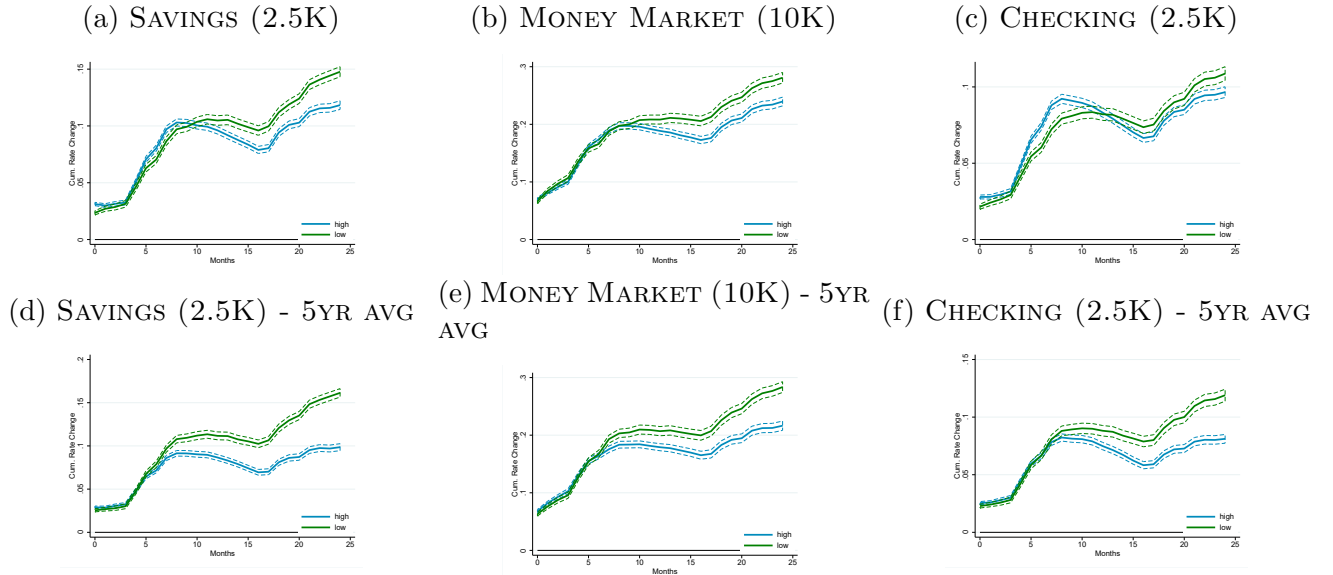 (a) SAVINGS (2.5K)
(b) MONEY MARKET (10K)
(c) CHECKING (2.5K)
Cum. Rate Change
0
.05
.1
.15
0
5
10
15
20
25
Months
high
low
Cum. Rate Change
0
.1
.2
.3
0
5
10
15
20
25
Months
high
low
Cum. Rate Change
0
.05
.1
0
5
10
15
20
25
Months
high
low
(d) SAVINGS (2.5K) - 5YR AVG
(e) MONEY MARKET (10K) - 5YR
AVG
(f) CHECKING (2.5K) - 5YR AVG
Cum. Rate Change
0
.05
.1
.15
.2
0
5
10
15
20
25
Months
high
low
Cum. Rate Change
0
.1
.2
.3
0
5
10
15
20
25
Months
high
low
Cum. Rate Change
0
.05
.1
.15
0
5
10
15
20
25
Months
high
low